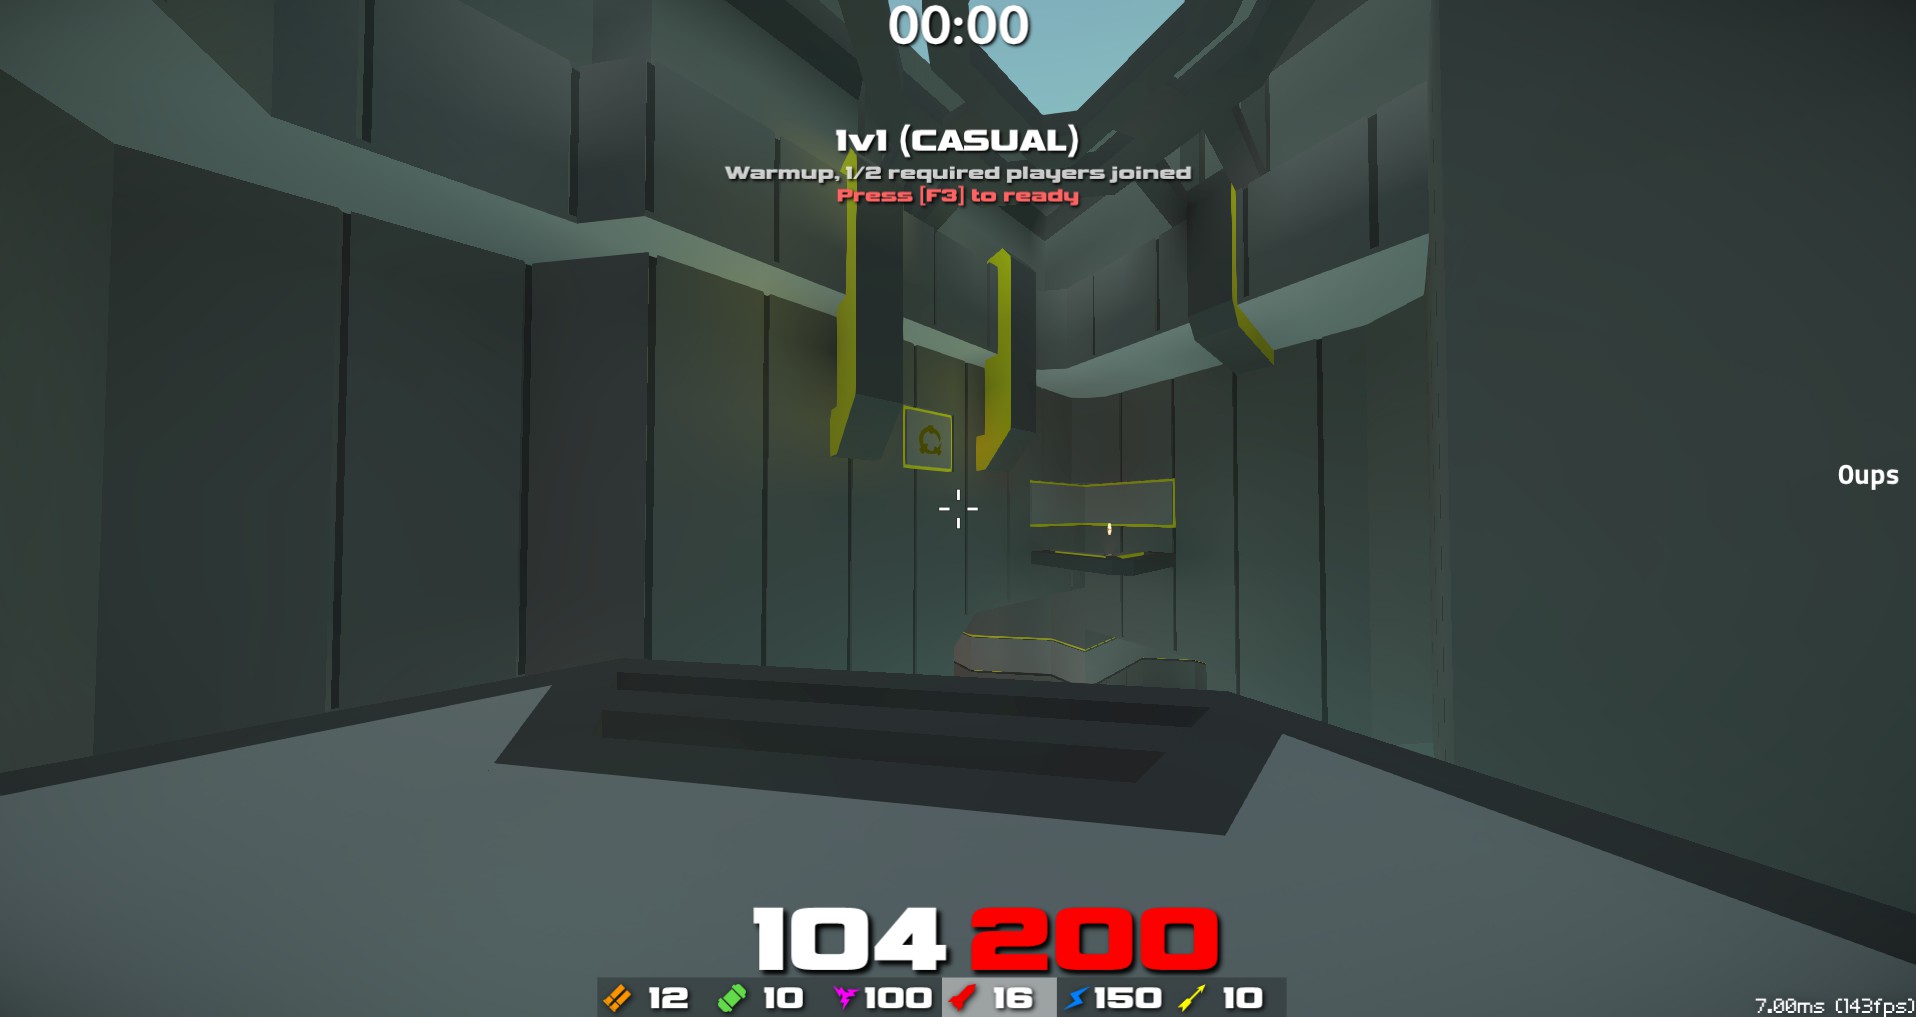 00:00
1v1 (CASUAL)
Warmup, 1/2 required players joined
Press [F3] to ready
Oups
104 200
12 10 100 16 150 10
7.00ms (143fps)